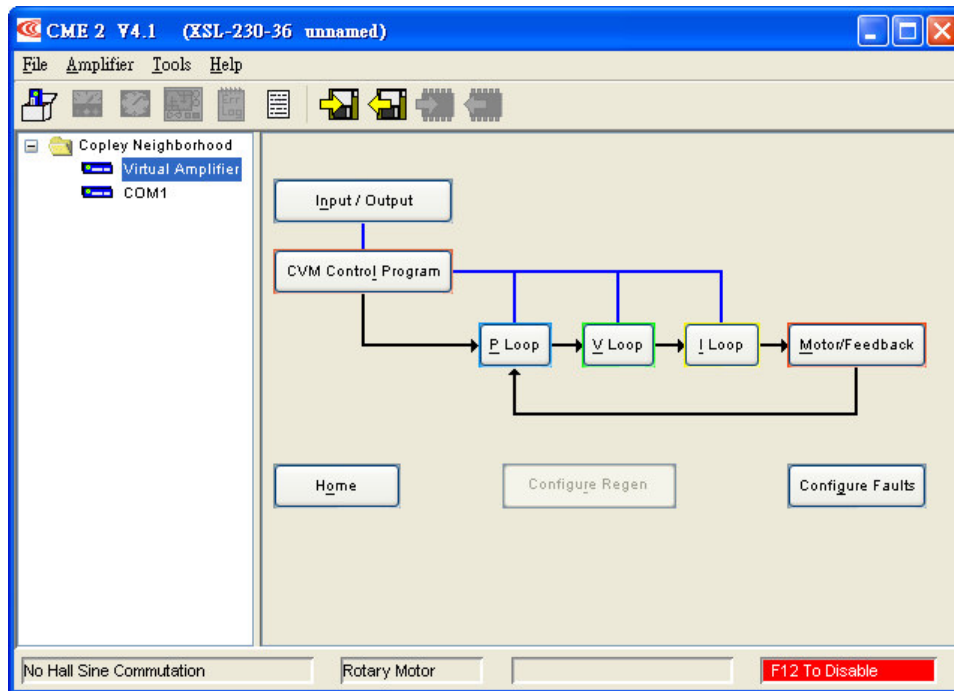 CME 2 V4.1 (XSL-230-36 unnamed)
File Amplifier Tools Help
Err Log
Copley Neighborhood
Virtual Amplifier
COM1
Input / Output
CVM Control Program
P Loop
V Loop
I Loop
Motor/Feedback
Home
Configure Regen
Configure Faults
No Hall Sine Commutation
Rotary Motor
F12 To Disable